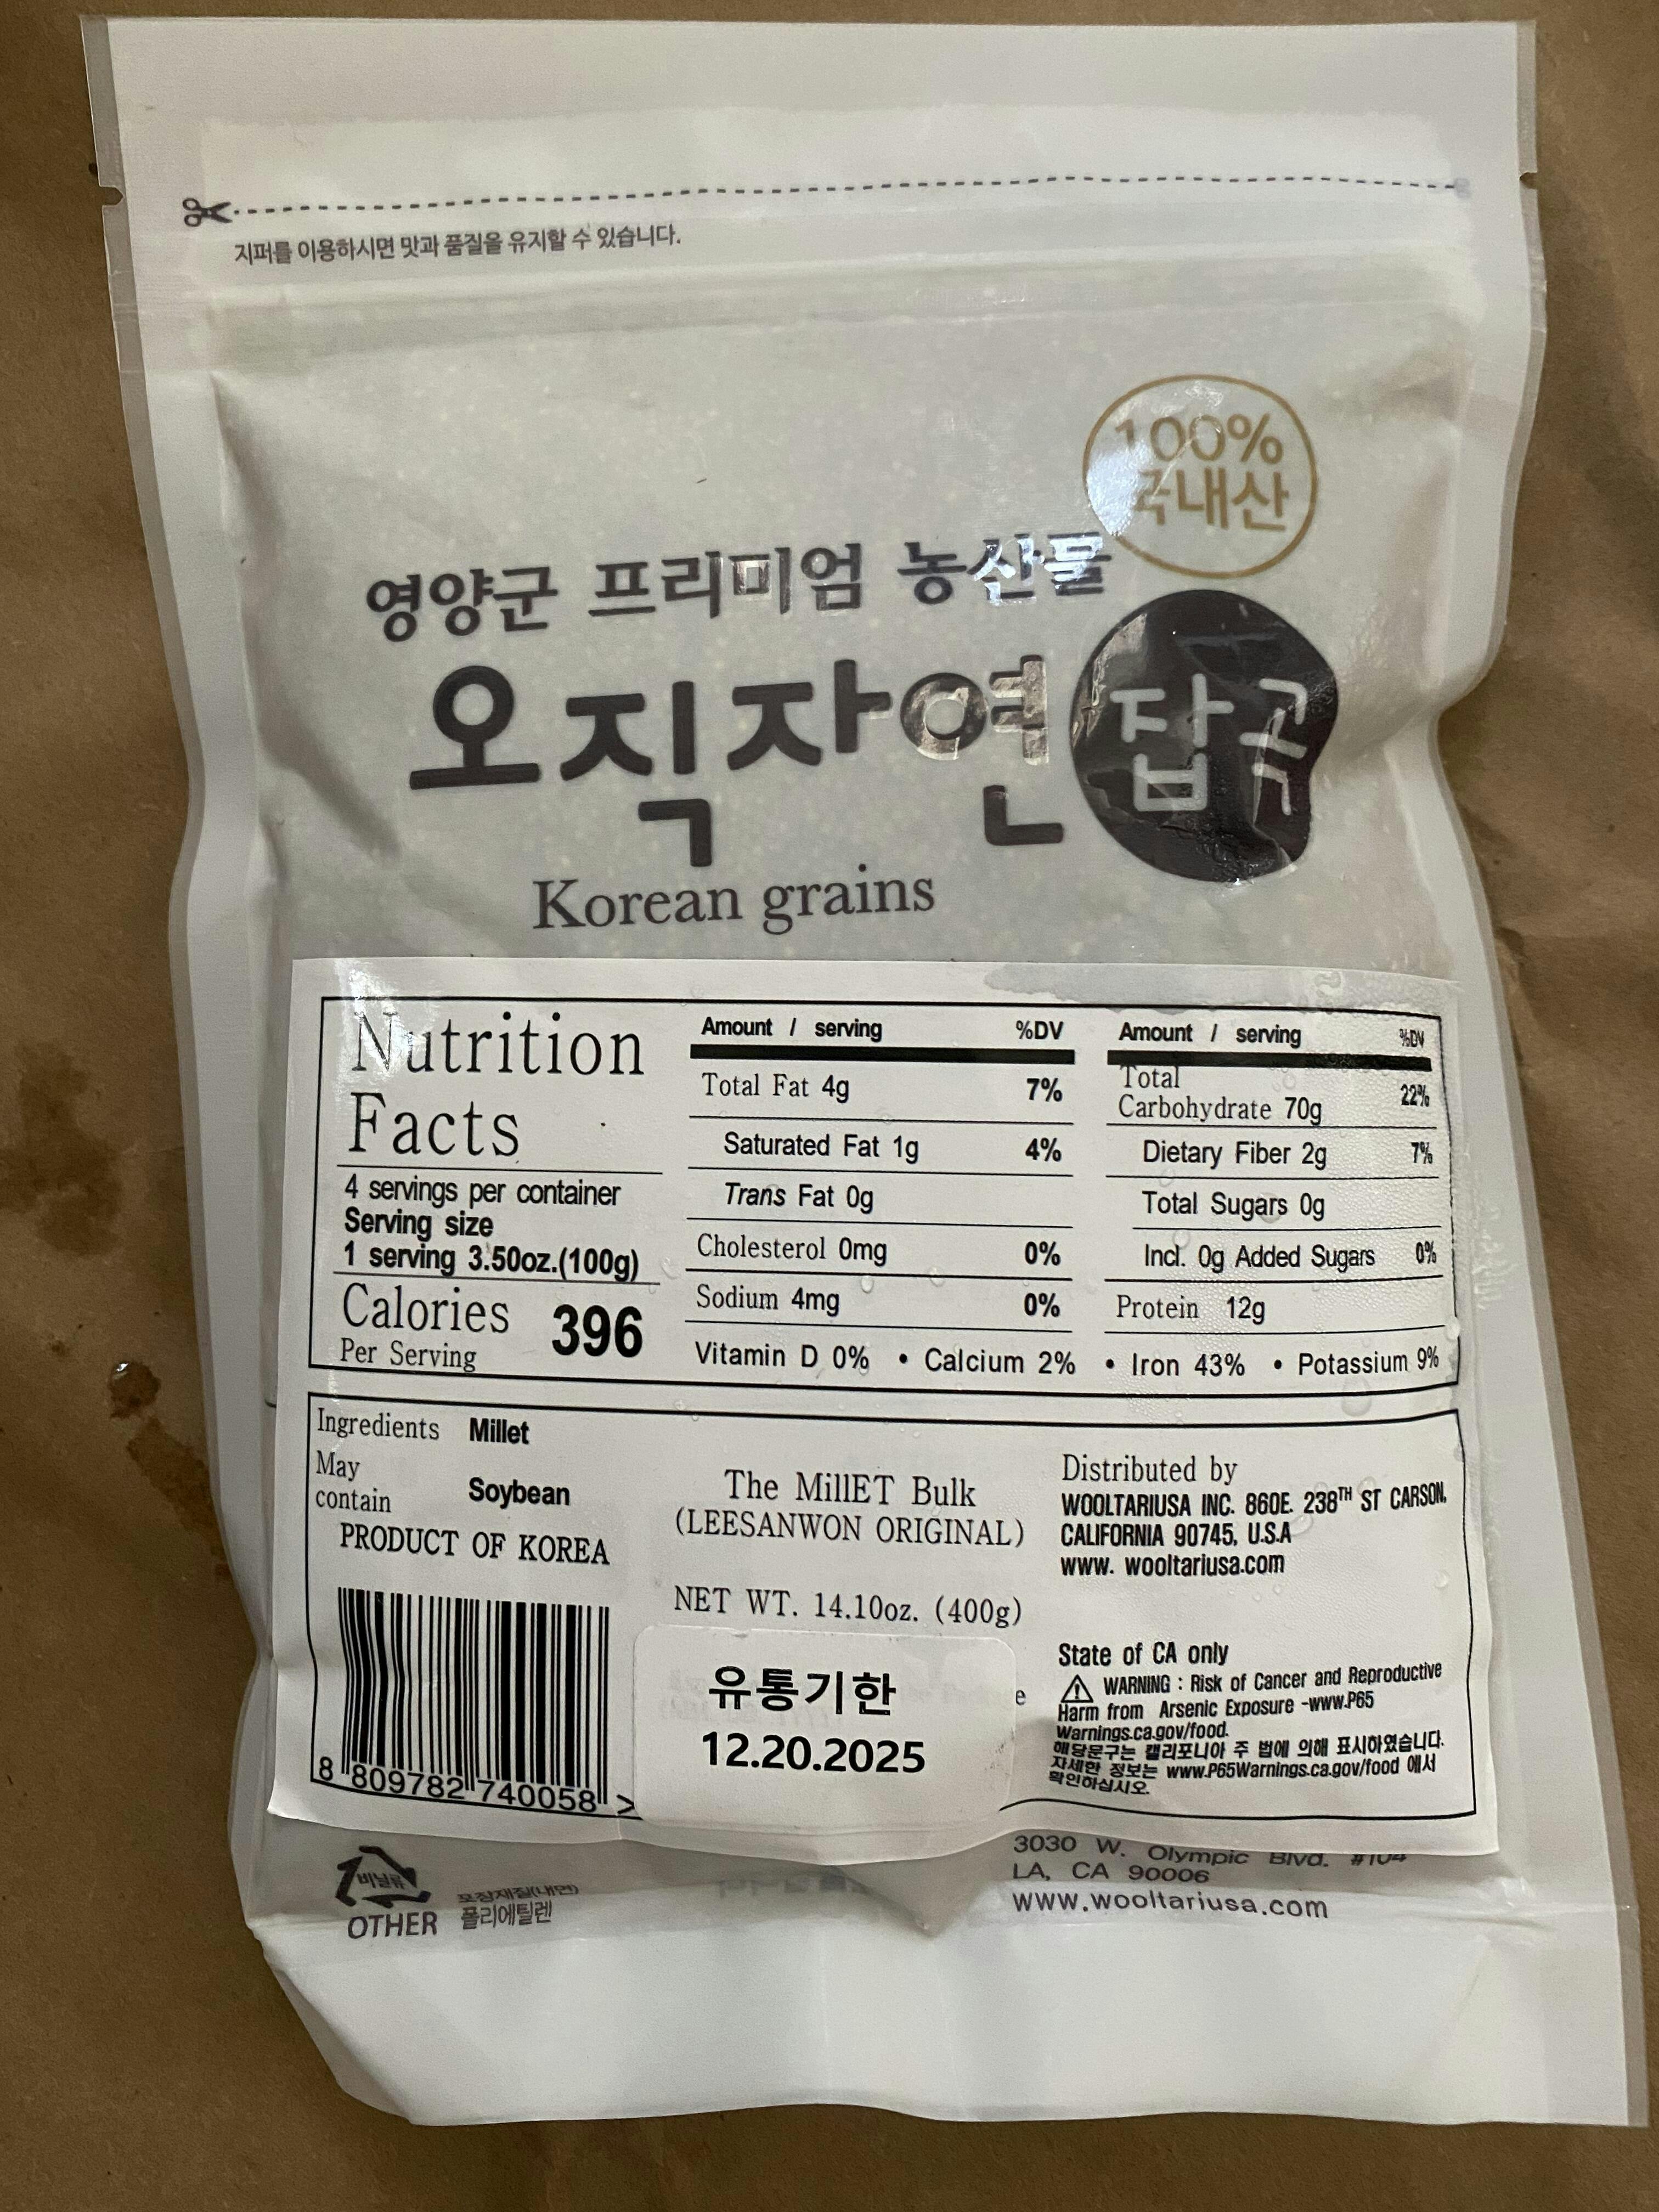 지퍼를 이용하시면 맛과 품질을 유지할 수 있습니다.
100%
국내산
영양군 프리미엄 농산물
오직자연 잡곡
Korean grains
Nutrition
Facts
4 servings per container
Serving size
1 serving 3.50oz.(100g)
Calories 396
Per Serving
Amount / serving %DV
Total Fat 4g 7%
Saturated Fat 1g 4%
Trans Fat 0g
Cholesterol 0mg 0%
Sodium 4mg 0%
Amount / serving %DV
Total
Carbohydrate 70g 22%
Dietary Fiber 2g 7%
Total Sugars 0g
Incl. 0g Added Sugars 0%
Protein 12g
Vitamin D 0% • Calcium 2% • Iron 43% • Potassium 9%
Ingredients Millet
May
contain Soybean
PRODUCT OF KOREA
8 809782 740058 >
The MillET Bulk
(LEESANWON ORIGINAL)
NET WT. 14.10oz. (400g)
유통기한
12.20.2025
Distributed by
WOOLTARIUSA INC. 860E. 238TH ST CARSON,
CALIFORNIA 90745, U.S.A
www. wooltariusa.com
State of CA only
WARNING : Risk of Cancer and Reproductive
Harm from Arsenic Exposure -www.P65
Warnings.ca.gov/food.
해당문구는 캘리포니아 주 법에 의해 표시하였습니다.
자세한 정보는 www.P65Warnings.ca.gov/food 에서
확인하십시오.
비닐류
OTHER
포장재질(내면)
폴리에틸렌
3030 W. Olympic Blvd. #104
LA, CA 90006
www.wooltariusa.com